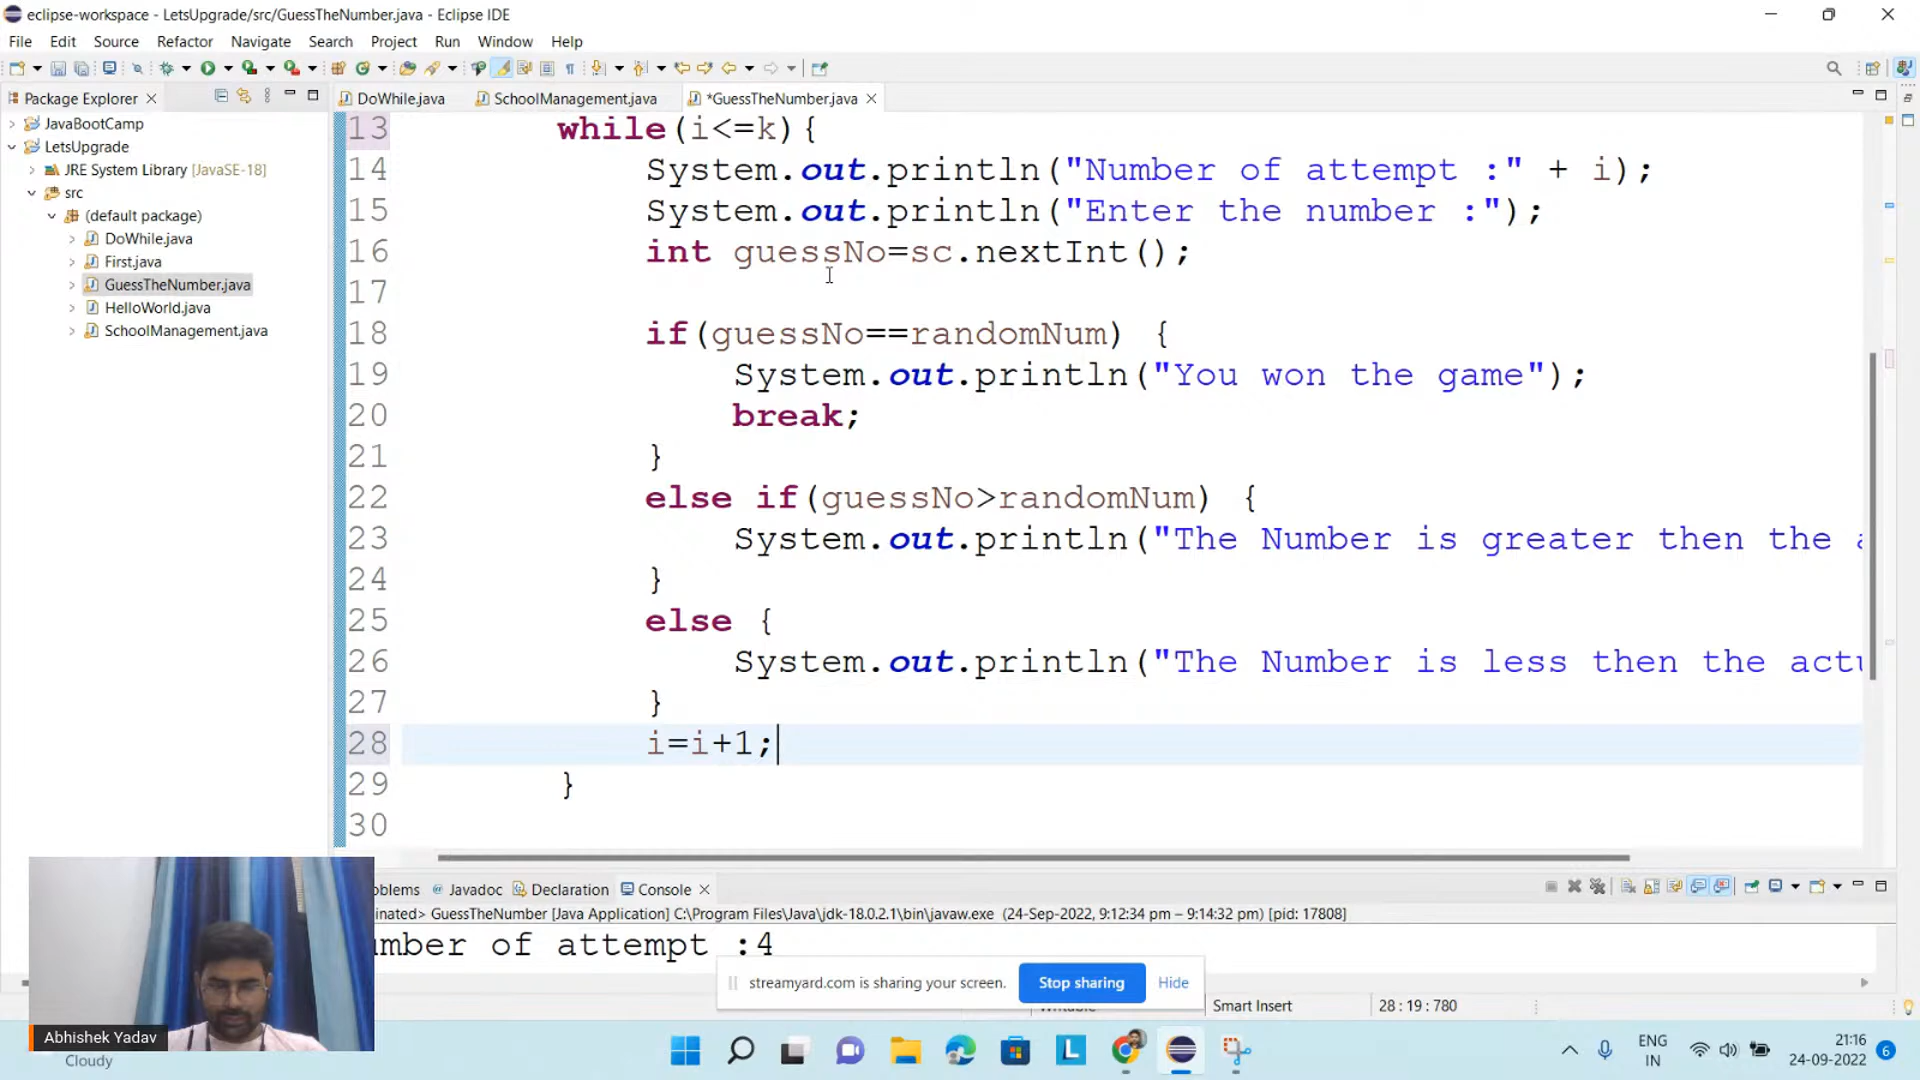 eclipse-workspace - LetsUpgrade/src/GuessTheNumber.java - Eclipse IDE
File Edit Source Refactor Navigate Search Project Run Window Help
Package Explorer
DoWhile.java SchoolManagement.java *GuessTheNumber.java
JavaBootCamp
LetsUpgrade
JRE System Library [JavaSE-18]
src
(default package)
DoWhile.java
First.java
GuessTheNumber.java
HelloWorld.java
SchoolManagement.java
13 while(i<=k){
14 System.out.println("Number of attempt :" + i);
15 System.out.println("Enter the number :");
16 int guessNo=sc.nextInt();
17
18 if(guessNo==randomNum) {
19 System.out.println("You won the game");
20 break;
21 }
22 else if(guessNo>randomNum) {
23 System.out.println("The Number is greater then the
24 }
25 else {
26 System.out.println("The Number is less then the actu
27 }
28 i=i+1;
29 }
30
oblems @ Javadoc Declaration Console
inated> GuessTheNumber [Java Application] C:\Program Files\Java\jdk-18.0.2.1\bin\javaw.exe (24-Sep-2022, 9:12:34 pm – 9:14:32 pm) [pid: 17808]
umber of attempt :4
streamyard.com is sharing your screen. Stop sharing Hide
Smart Insert 28 : 19 : 780
Abhishek Yadav
Cloudy
L
ENG
IN
21:16
24-09-2022
6